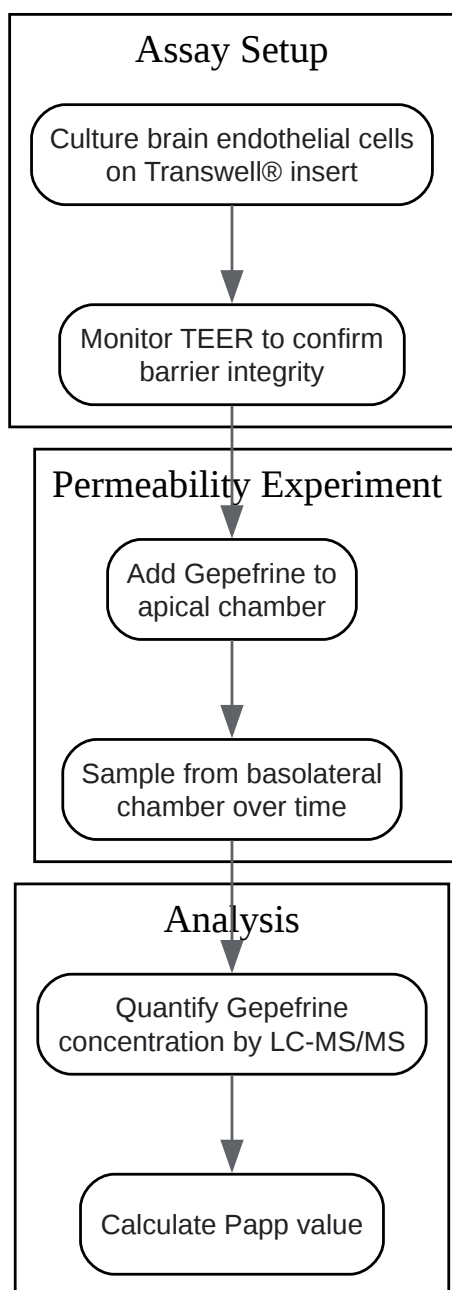 Assay Setup
Culture brain endothelial cells
on Transwell® insert
Monitor TEER to confirm
barrier integrity
Permeability Experiment
Add Gepefrine to
apical chamber
Sample from basolateral
chamber over time
Analysis
Quantify Gepefrine
concentration by LC-MS/MS
Calculate Papp value